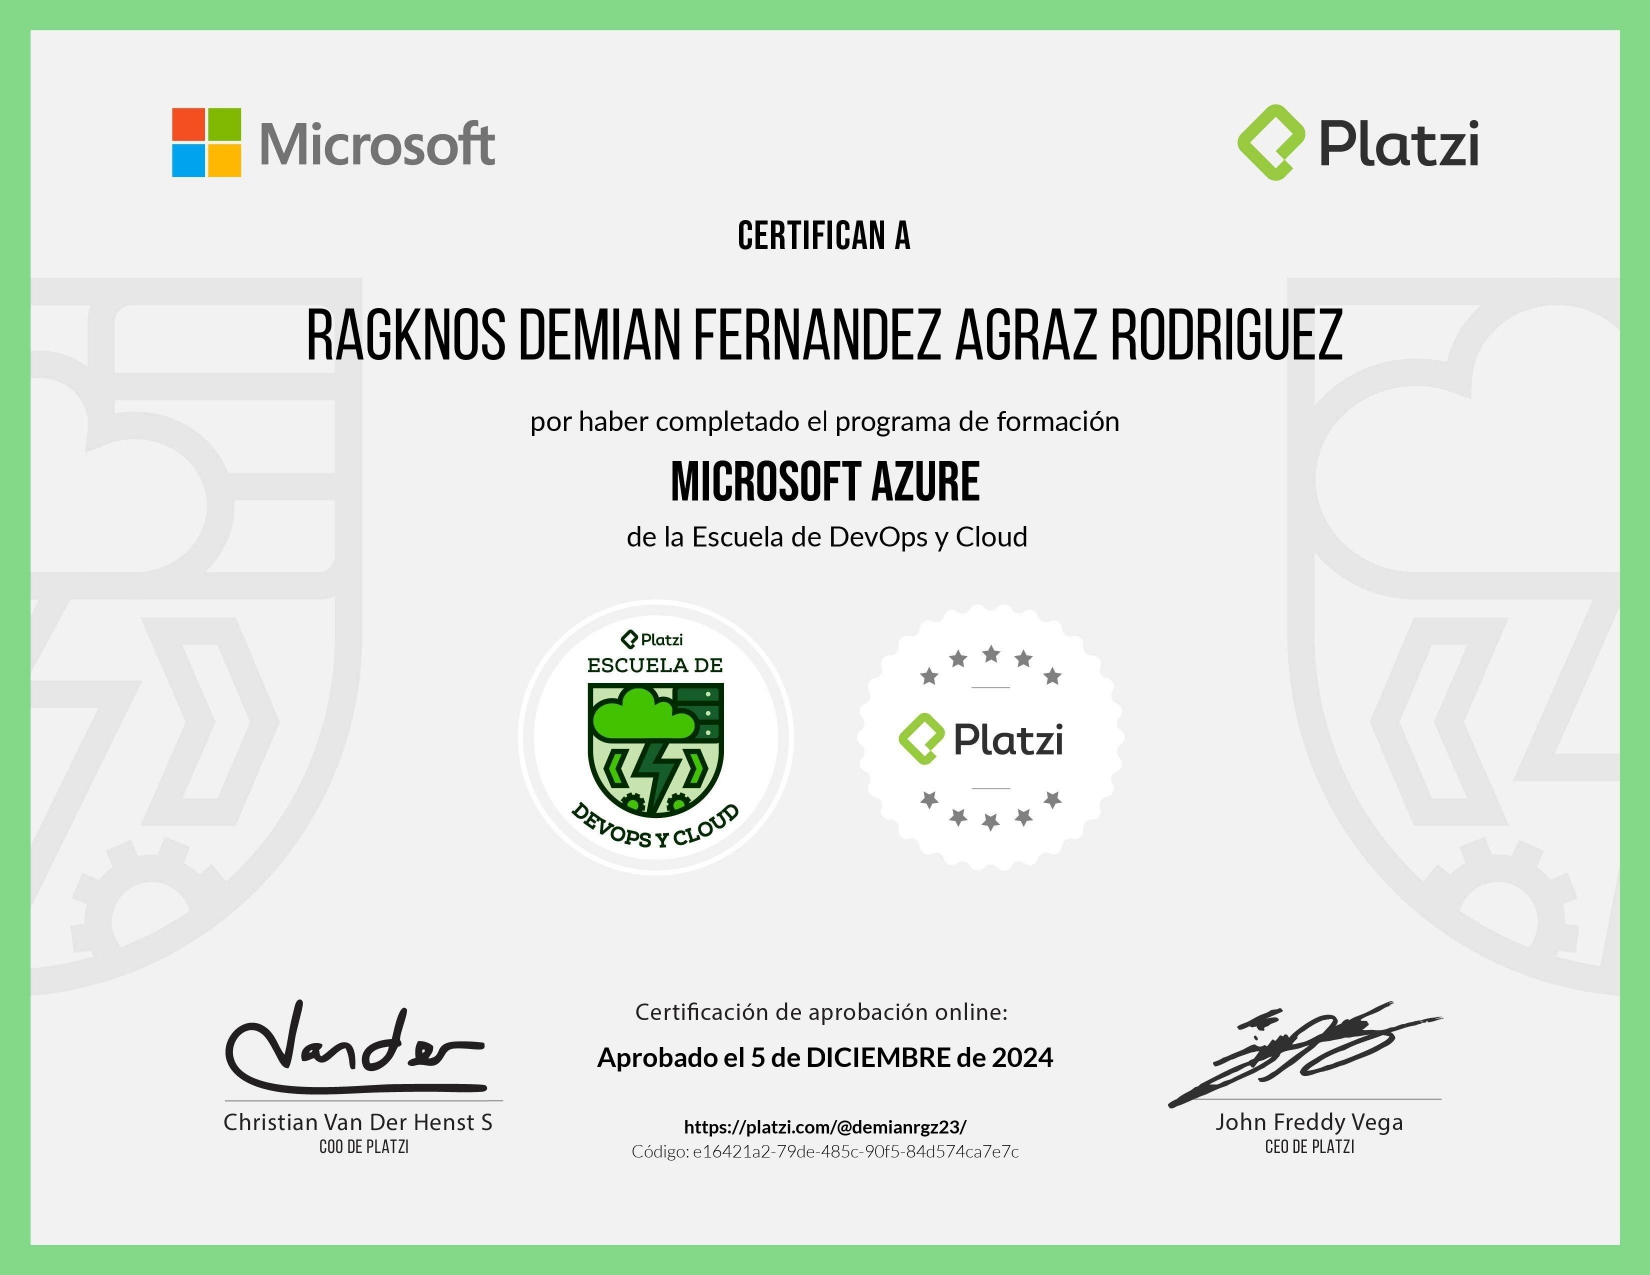 Microsoft
Platzi
CERTIFICAN A
RAGKNOS DEMIAN FERNANDEZ AGRAZ RODRIGUEZ
por haber completado el programa de formación
MICROSOFT AZURE
de la Escuela de DevOps y Cloud
Platzi
ESCUELA DE
DEVOPS Y CLOUD
Platzi
Vander
Christian Van Der Henst S
COO DE PLATZI
Certificación de aprobación online:
Aprobado el 5 de DICIEMBRE de 2024
https://platzi.com/@demianrgz23/
Código: e16421a2-79de-485c-90f5-84d574ca7e7c
John Freddy Vega
CEO DE PLATZI